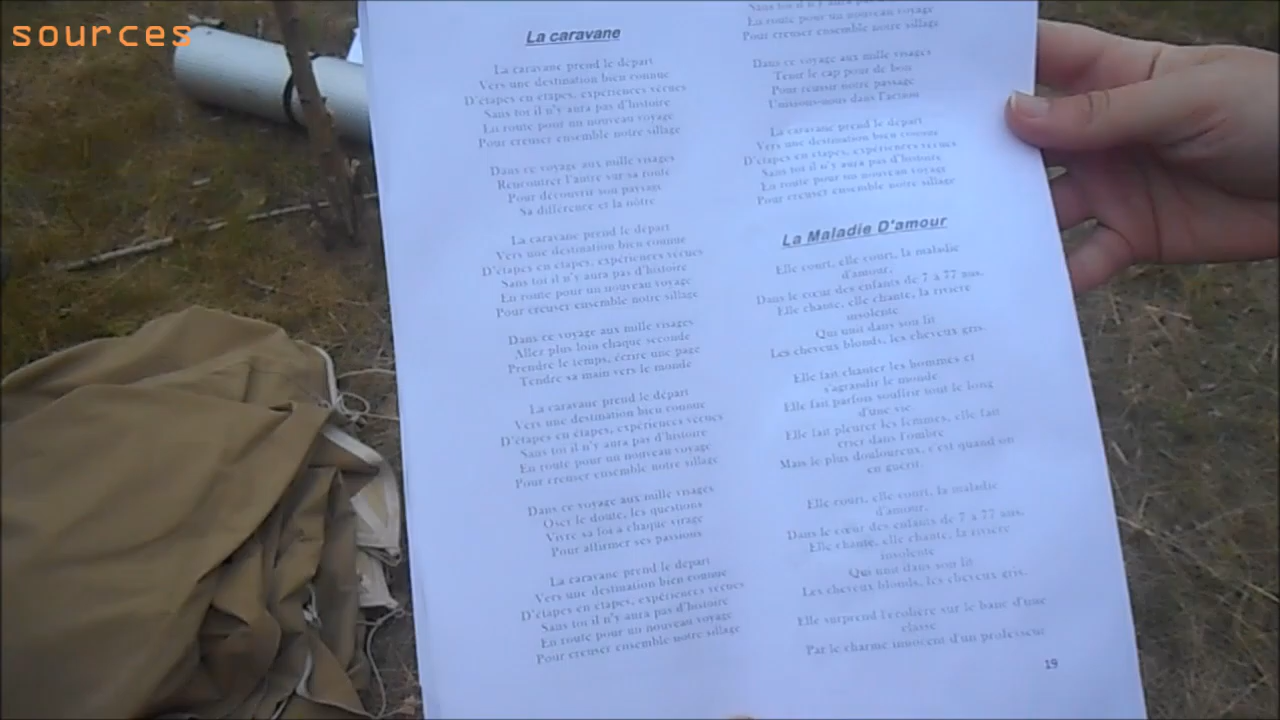 sources
La caravane
La caravane prend le départ
Vers une destination bien connue
D'étapes en étapes, expériences vécues
Sans toi il n'y aura pas d'histoire
En route pour un nouveau voyage
Pour creuser ensemble notre sillage
Dans ce voyage aux mille visages
Rencontrer l'autre sur sa route
Pour découvrir son paysage
Sa différence et la nôtre
La caravane prend le départ
Vers une destination bien connue
D'étapes en étapes, expériences vécues
Sans toi il n'y aura pas d'histoire
En route pour un nouveau voyage
Pour creuser ensemble notre sillage
Dans ce voyage aux mille visages
Allez plus loin chaque seconde
Prendre le temps, écrire une page
Tendre sa main vers le monde
La caravane prend le départ
Vers une destination bien connue
D'étapes en étapes, expériences vécues
Sans toi il n'y aura pas d'histoire
En route pour un nouveau voyage
Pour creuser ensemble notre sillage
Dans ce voyage aux mille visages
Oser le doute, les questions
Vivre sa foi à chaque virage
Pour affirmer ses passions
La caravane prend le départ
Vers une destination bien connue
D'étapes en étapes, expériences vécues
Sans toi il n'y aura pas d'histoire
En route pour un nouveau voyage
Pour creuser ensemble notre sillage
Sans toi il n'y aura pas
En route pour un nouveau voyage
Pour creuser ensemble notre sillage
Dans ce voyage aux mille visages
Tenir le cap pour de bon
Pour réussir notre passage
Unissons-nous dans l'action
La caravane prend le départ
Vers une destination bien connue
D'étapes en étapes, expériences vécues
Sans toi il n'y aura pas d'histoire
En route pour un nouveau voyage
Pour creuser ensemble notre sillage
La Maladie D'amour
Elle court, elle court, la maladie
d'amour,
Dans le cœur des enfants de 7 à 77 ans,
Elle chante, elle chante, la rivière
insolente
Qui unit dans son lit
Les cheveux blonds, les cheveux gris.
Elle fait chanter les hommes et
s'agrandir le monde
Elle fait parfois souffrir tout le long
d'une vie.
Elle fait pleurer les femmes, elle fait
crier dans l'ombre
Mais le plus douloureux, c'est quand on
en guérit.
Elle court, elle court, la maladie
d'amour,
Dans le cœur des enfants de 7 à 77 ans,
Elle chante, elle chante, la rivière
insolente
Qui unit dans son lit
Les cheveux blonds, les cheveux gris.
Elle surprend l'écolière sur le banc d'une
classe
Par le charme innocent d'un professeur
19